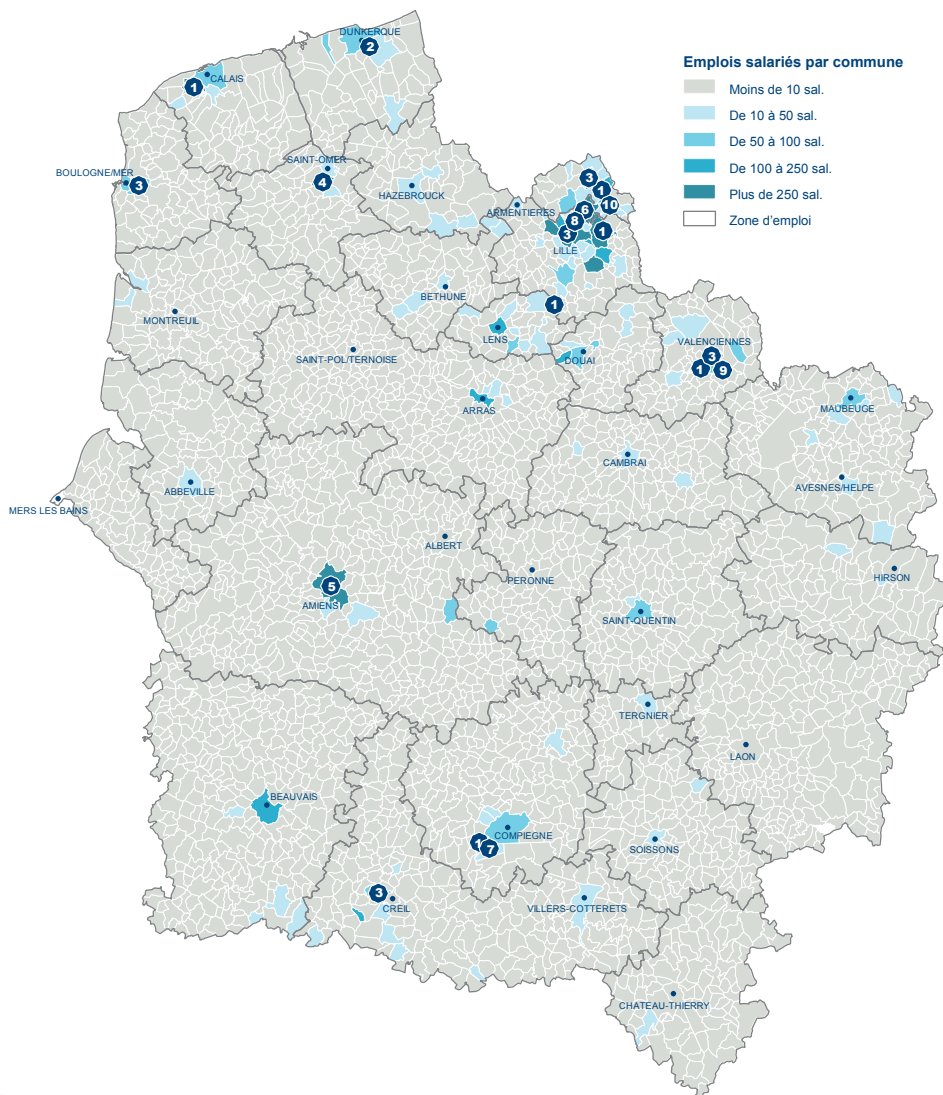 DUNKERQUE
2
Emplois salariés par commune
Moins de 10 sal.
De 10 à 50 sal.
De 50 à 100 sal.
De 100 à 250 sal.
Plus de 250 sal.
Zone d'emploi
1
CALAIS
SAINT-OMER
4
BOULOGNE/MER
3
HAZEBROUCK
ARMENTIERES
3
1
10
6
8
3
1
LILLE
BETHUNE
1
MONTREUIL
LENS
SAINT-POL/TERNOISE
DOUAI
VALENCIENNES
3
1
9
ARRAS
MAUBEUGE
CAMBRAI
AVESNES/HELPE
ABBEVILLE
MERS LES BAINS
ALBERT
PERONNE
HIRSON
5
AMIENS
SAINT-QUENTIN
TERGNIER
LAON
BEAUVAIS
COMPIEGNE
1
7
SOISSONS
3
CREIL
VILLERS-COTTERETS
CHATEAU-THIERRY